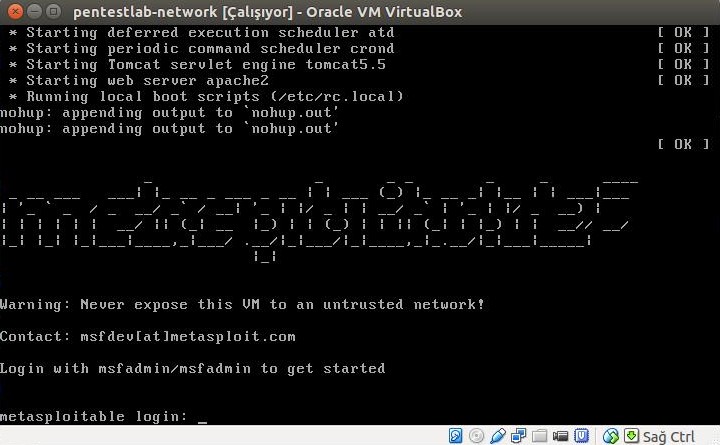 pentestlab-network [Çalışıyor] - Oracle VM VirtualBox
* Starting deferred execution scheduler atd [ OK ]
* Starting periodic command scheduler crond [ OK ]
* Starting Tomcat servlet engine tomcat5.5 [ OK ]
* Starting web server apache2 [ OK ]
* Running local boot scripts (/etc/rc.local)
nohup: appending output to `nohup.out'
nohup: appending output to `nohup.out'
[ OK ]
metasploitable2
Warning: Never expose this VM to an untrusted network!
Contact: msfdev[at]metasploit.com
Login with msfadmin/msfadmin to get started
metasploitable login: _
Sağ Ctrl